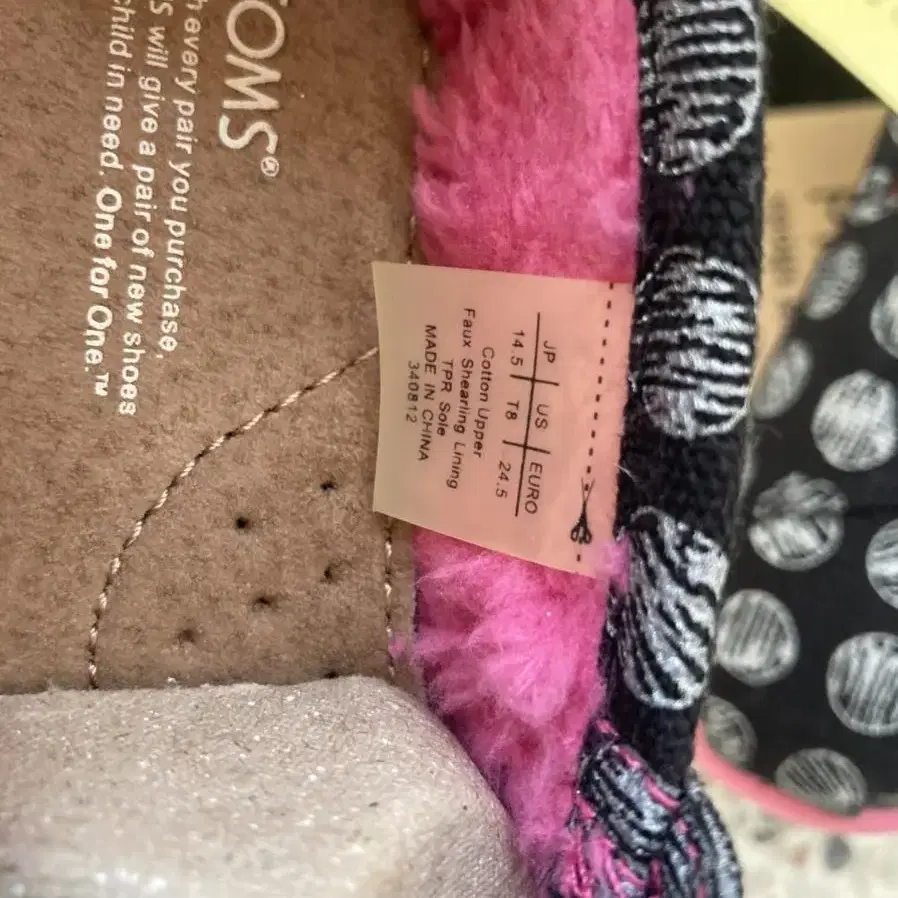 TOMS®
h every pair you purchase,
S will give a pair of new shoes
child in need. One for One.™
JP US EURO
14.5 T8 24.5
Cotton Upper
Faux Shearling Lining
TPR Sole
MADE IN CHINA
340812